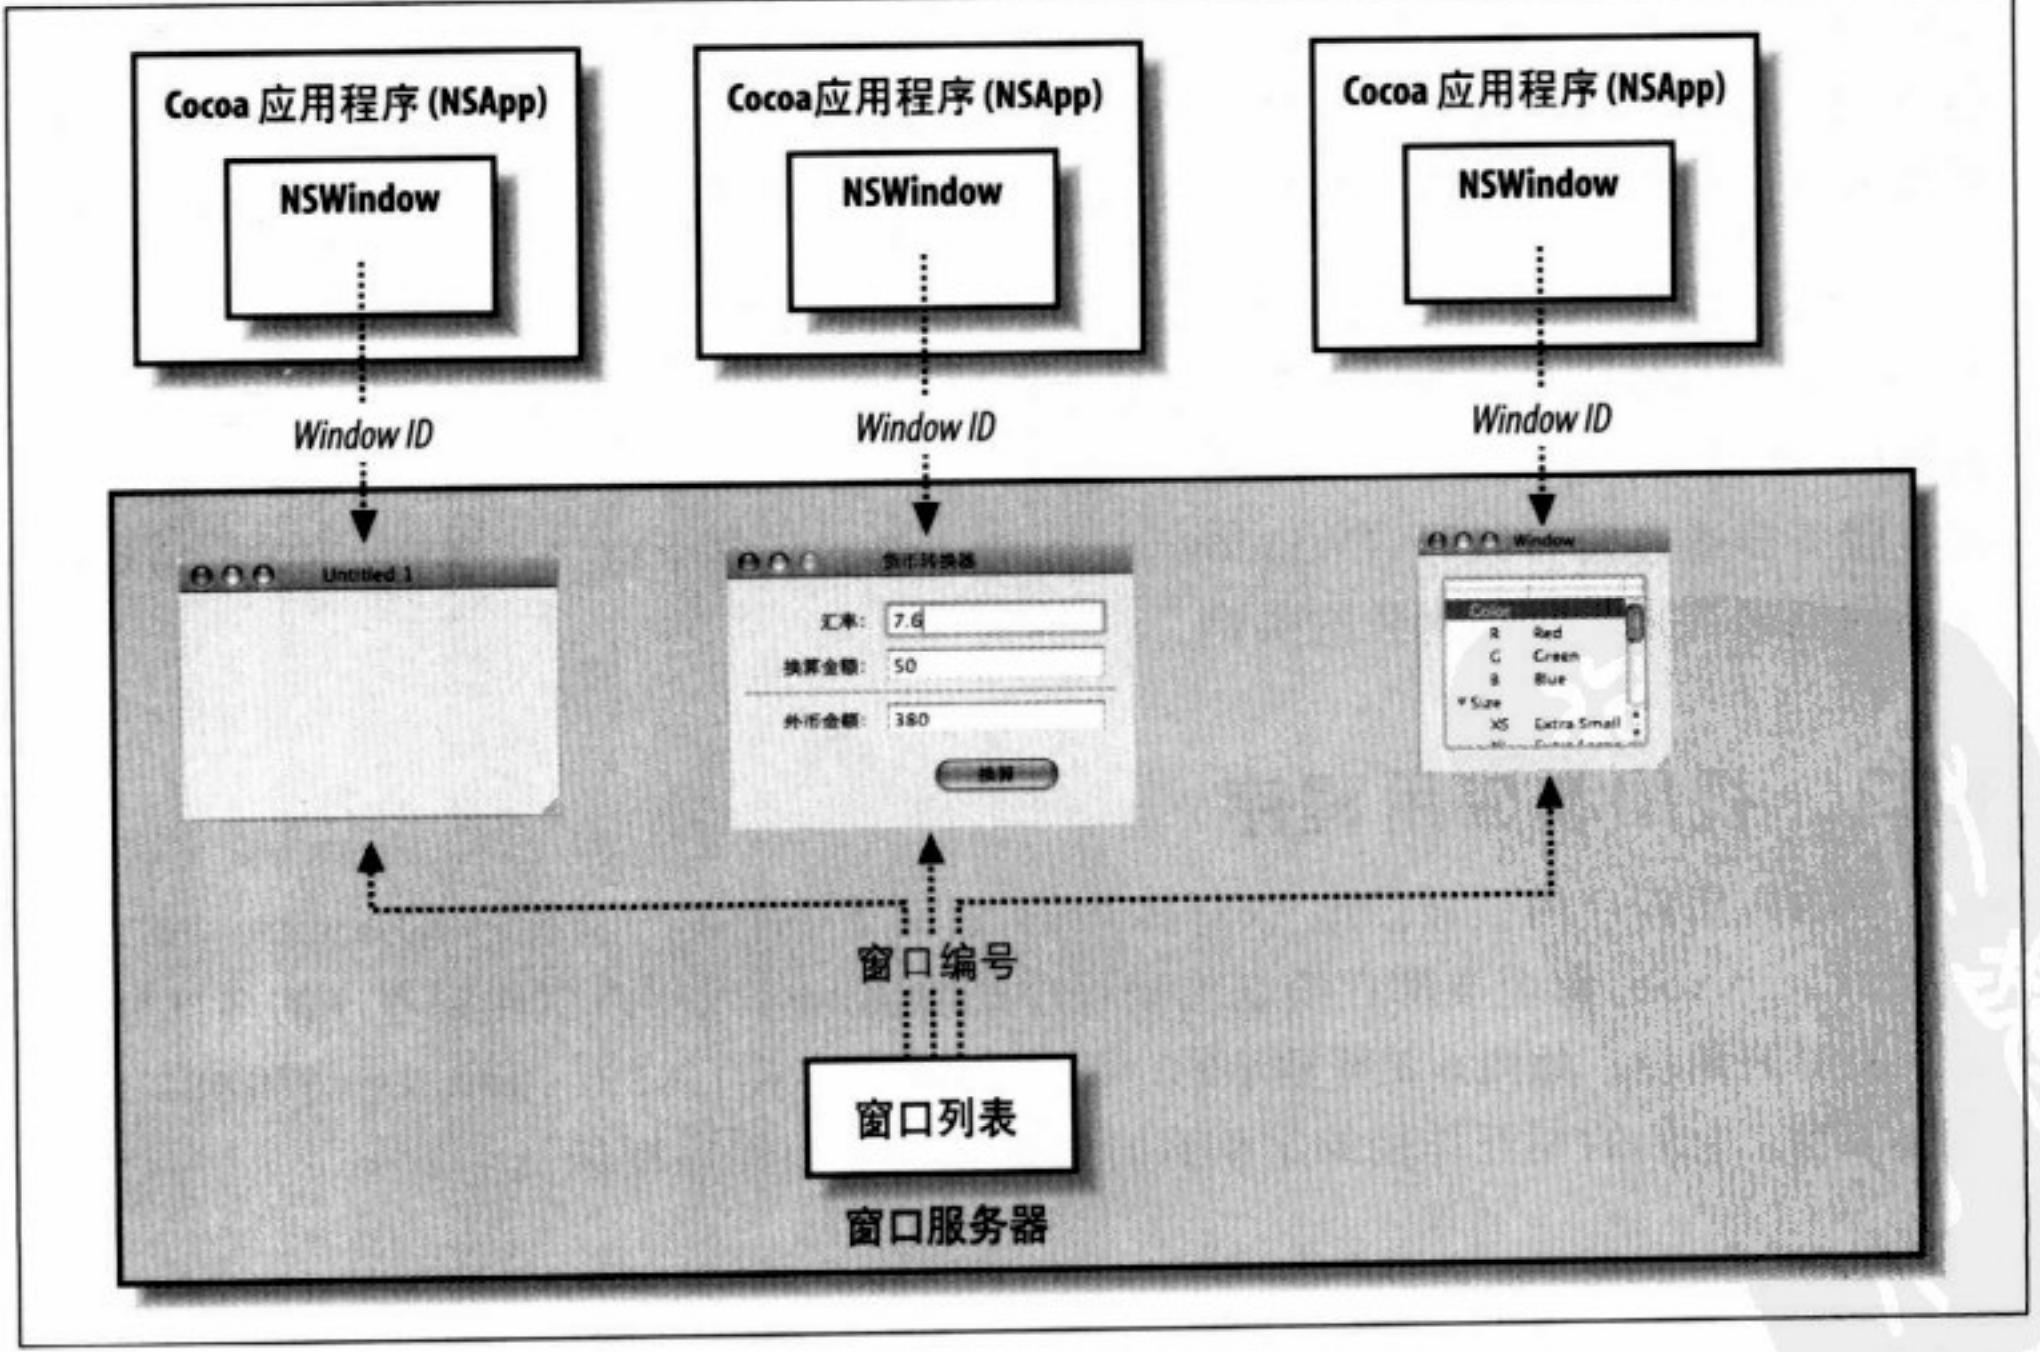 Cocoa 应用程序 (NSApp)
NSWindow
Cocoa应用程序 (NSApp)
NSWindow
Cocoa 应用程序 (NSApp)
NSWindow
Window ID
Window ID
Window ID
Untitled 1
货币转换器
汇率: 7.6
换算金额: 50
外币金额: 380
换算
Window
Color
R Red
G Green
B Blue
Size
XS Extra Small
窗口编号
窗口列表
窗口服务器